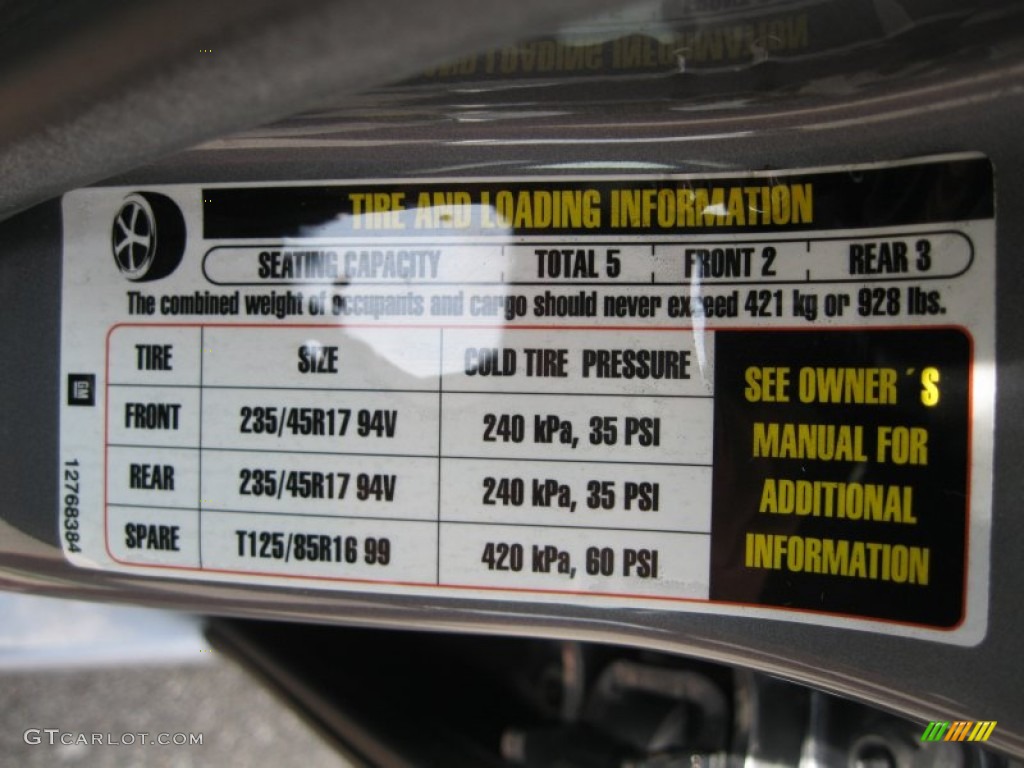 TIRE AND LOADING INFORMATION
SEATING CAPACITY TOTAL 5 FRONT 2 REAR 3
The combined weight of occupants and cargo should never exceed 421 kg or 928 lbs.
TIRE SIZE COLD TIRE PRESSURE
FRONT 235/45R17 94V 240 kPa, 35 PSI
REAR 235/45R17 94V 240 kPa, 35 PSI
SPARE T125/85R16 99 420 kPa, 60 PSI
SEE OWNER´S
MANUAL FOR
ADDITIONAL
INFORMATION
GM
12768384
GTCARLOT.COM